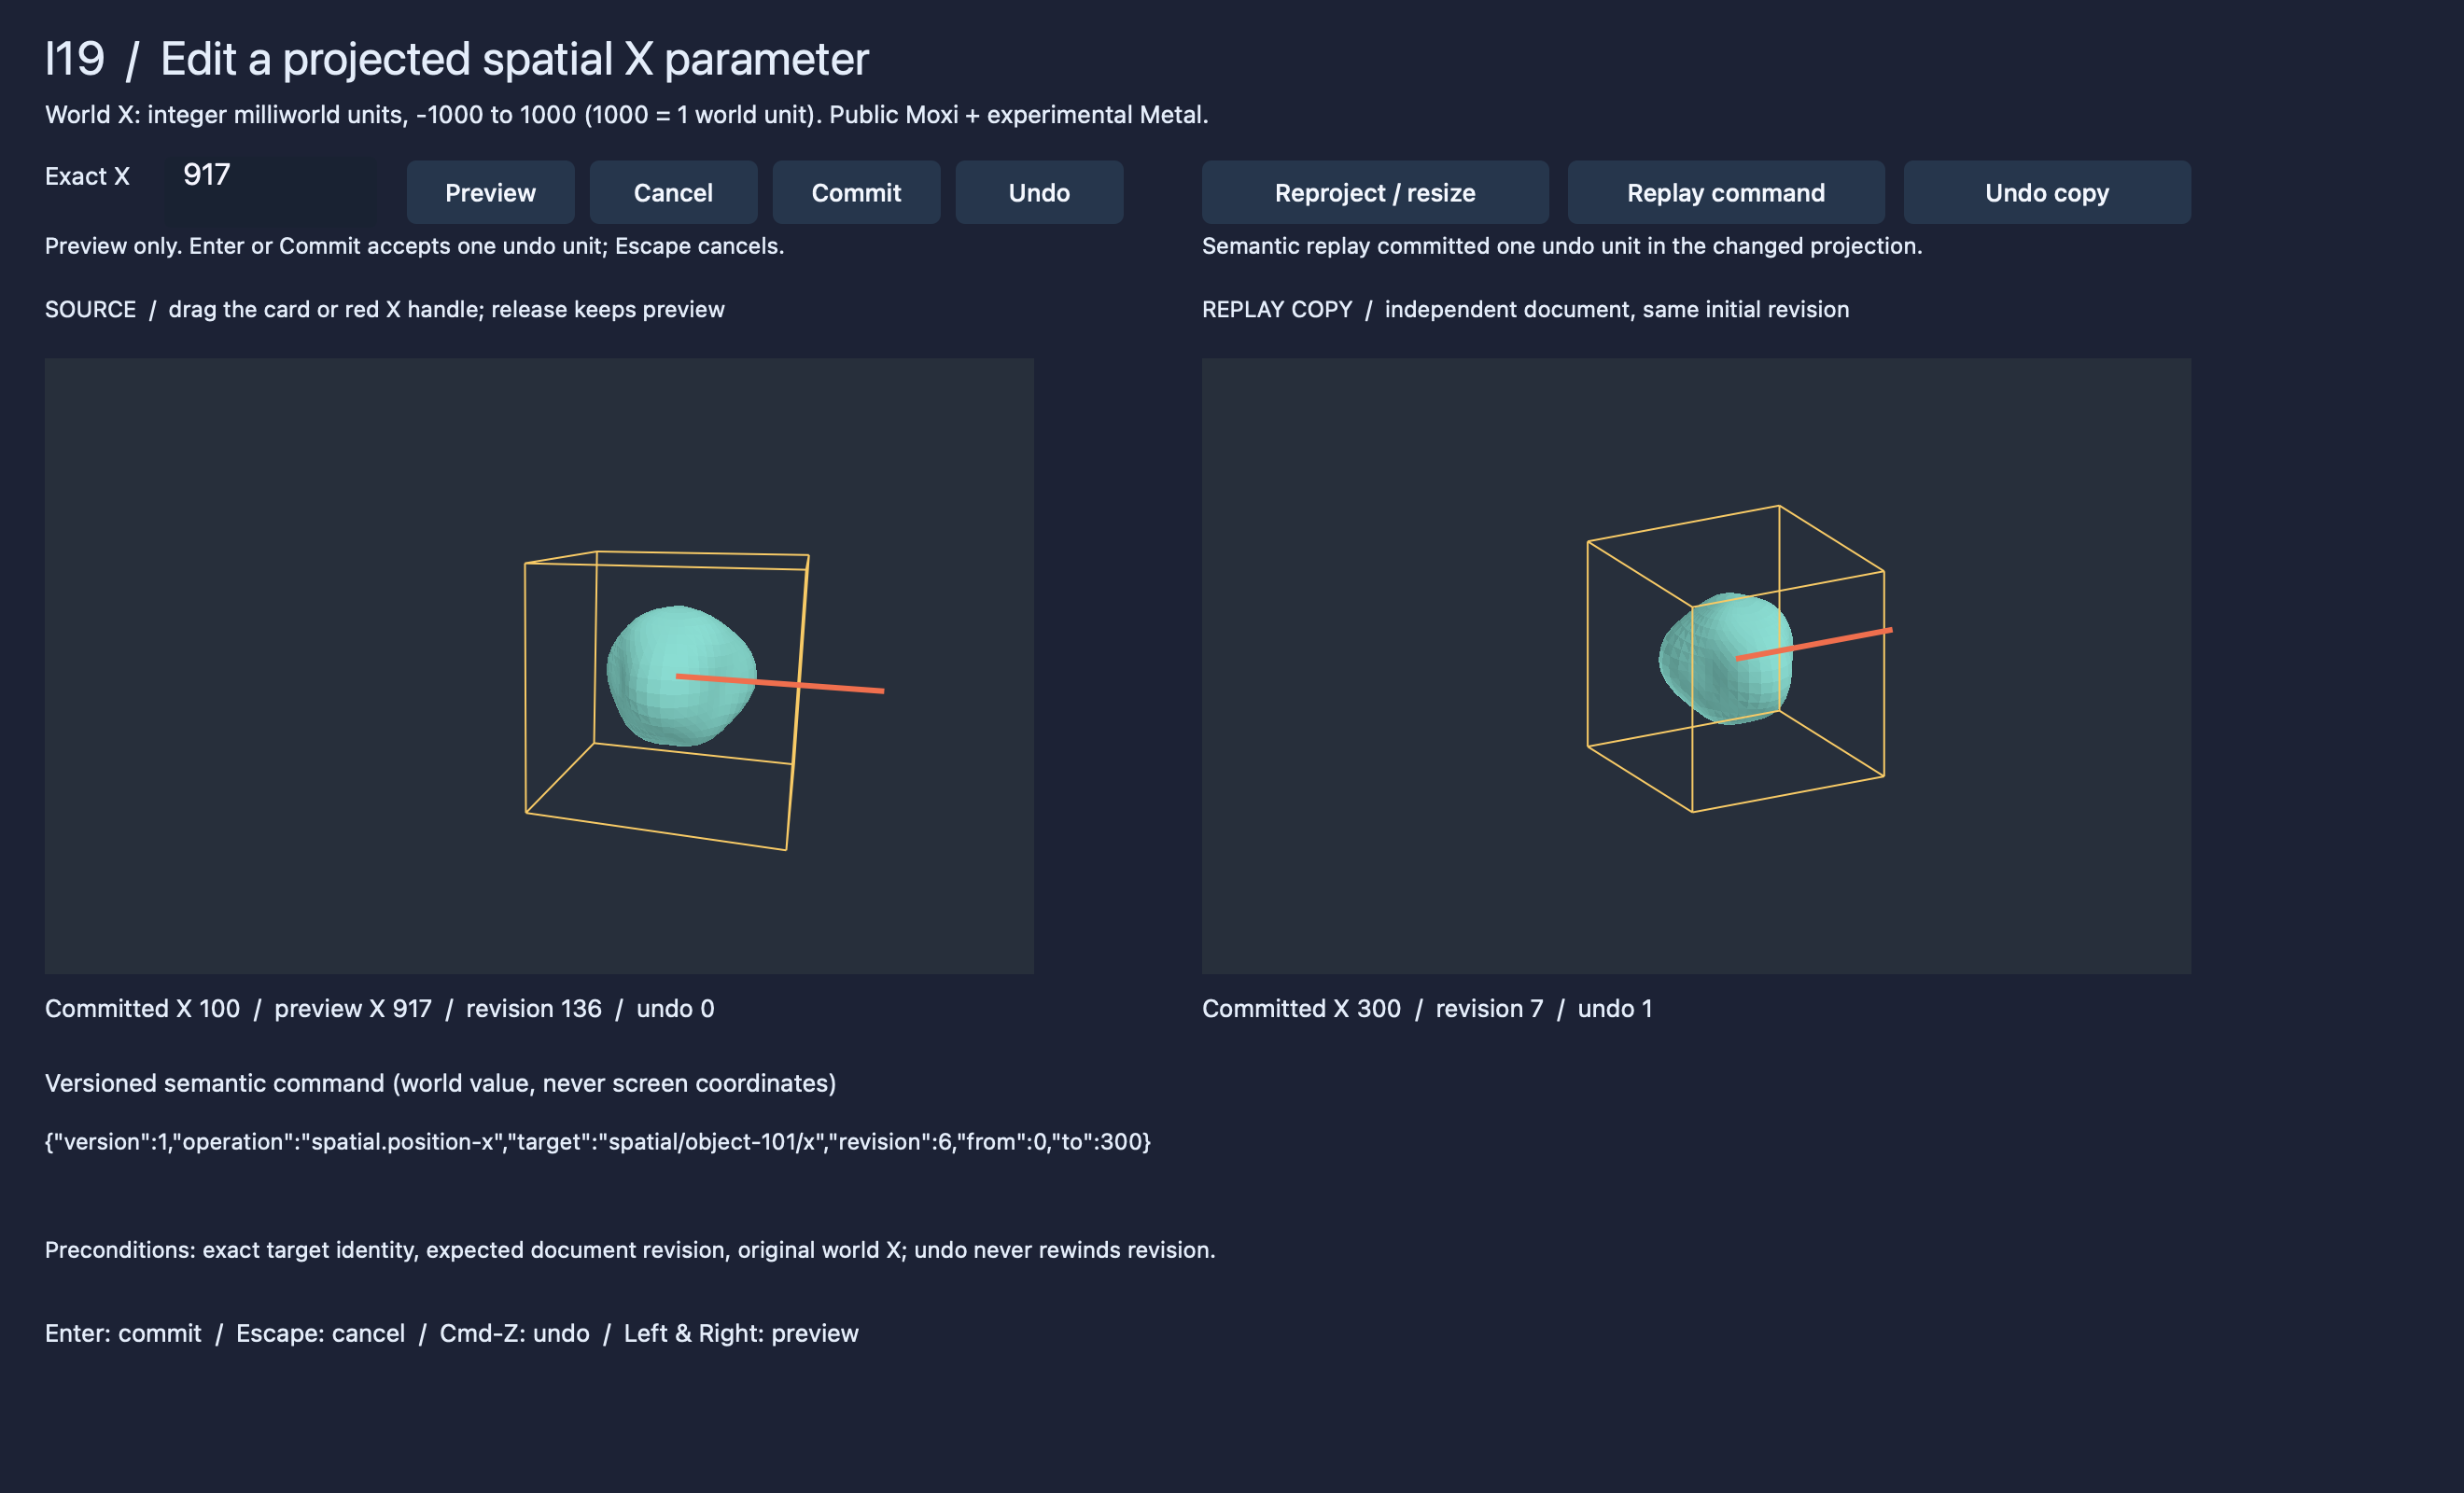 I19 / Edit a projected spatial X parameter
World X: integer milliworld units, -1000 to 1000 (1000 = 1 world unit). Public Moxi + experimental Metal.
Exact X 917 Preview Cancel Commit Undo Reproject / resize Replay command Undo copy
Preview only. Enter or Commit accepts one undo unit; Escape cancels.
Semantic replay committed one undo unit in the changed projection.
SOURCE / drag the card or red X handle; release keeps preview
REPLAY COPY / independent document, same initial revision
Committed X 100 / preview X 917 / revision 136 / undo 0
Committed X 300 / revision 7 / undo 1
Versioned semantic command (world value, never screen coordinates)
{"version":1,"operation":"spatial.position-x","target":"spatial/object-101/x","revision":6,"from":0,"to":300}
Preconditions: exact target identity, expected document revision, original world X; undo never rewinds revision.
Enter: commit / Escape: cancel / Cmd-Z: undo / Left & Right: preview